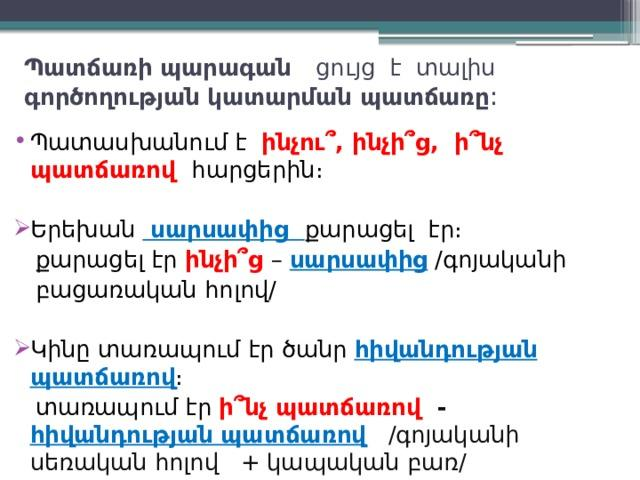 Պատճառի պարագան ցույց է տալիս
գործողության կատարման պատճառը:
• Պատասխանում է ինչու՞, ինչի՞ց, ի՞նչ
պատճառով հարցերին։
➢ Երեխան սարսափից քարացել էր։
քարացել էր ինչի՞ց – սարսափից /գոյականի
բացառական հոլով/
➢ Կինը տառապում էր ծանր հիվանդության
պատճառով։
տառապում էր ի՞նչ պատճառով -
հիվանդության պատճառով /գոյականի
սեռական հոլով + կապական բառ/